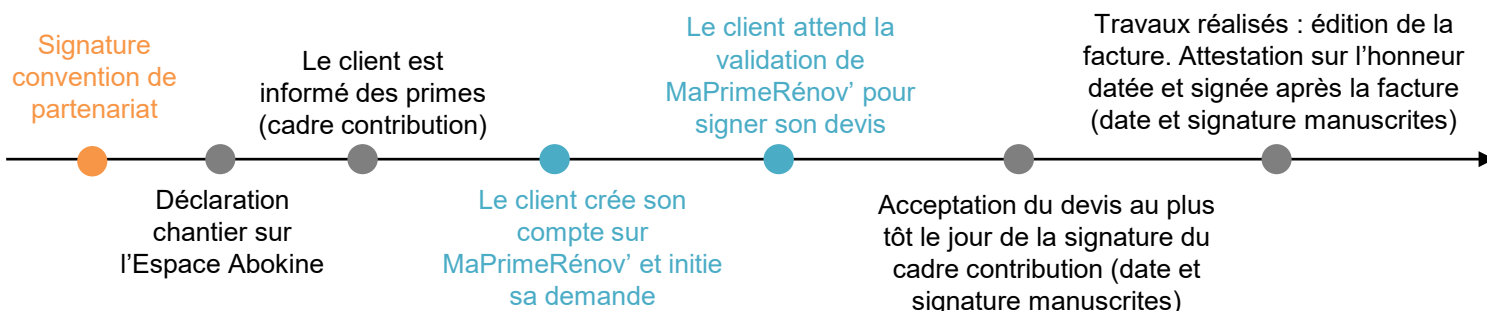 Signature
convention de
partenariat
Déclaration
chantier sur
l’Espace Abokine
Le client est
informé des primes
(cadre contribution)
Le client crée son
compte sur
MaPrimeRénov’ et initie
sa demande
Le client attend la
validation de
MaPrimeRénov’ pour
signer son devis
Acceptation du devis au plus
tôt le jour de la signature du
cadre contribution (date et
signature manuscrites)
Travaux réalisés : édition de la
facture. Attestation sur l’honneur
datée et signée après la facture
(date et signature manuscrites)